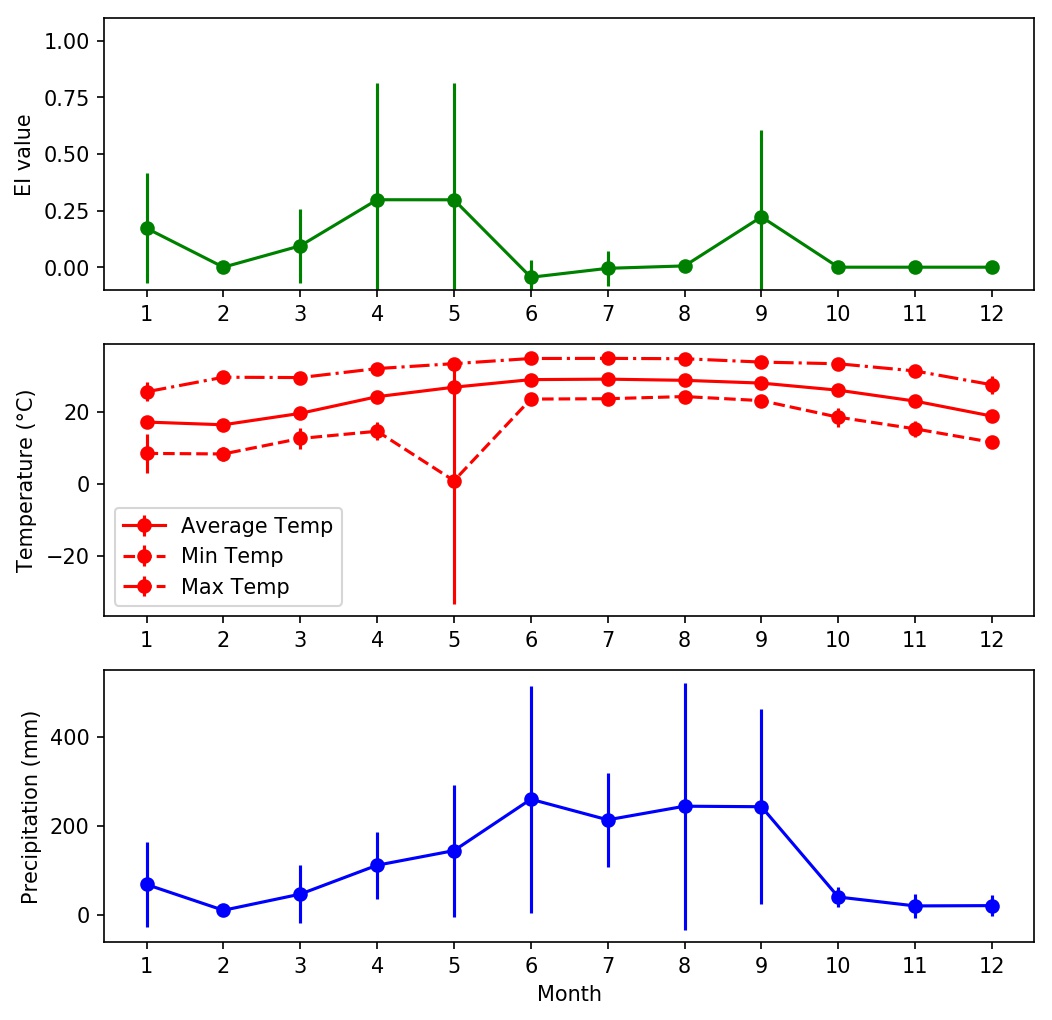 1.00
0.75
0.50
0.25
0.00
EI value
1 2 3 4 5 6 7 8 9 10 11 12
20
0
−20
Temperature (°C)
Average Temp
Min Temp
Max Temp
1 2 3 4 5 6 7 8 9 10 11 12
400
200
0
Precipitation (mm)
1 2 3 4 5 6 7 8 9 10 11 12
Month